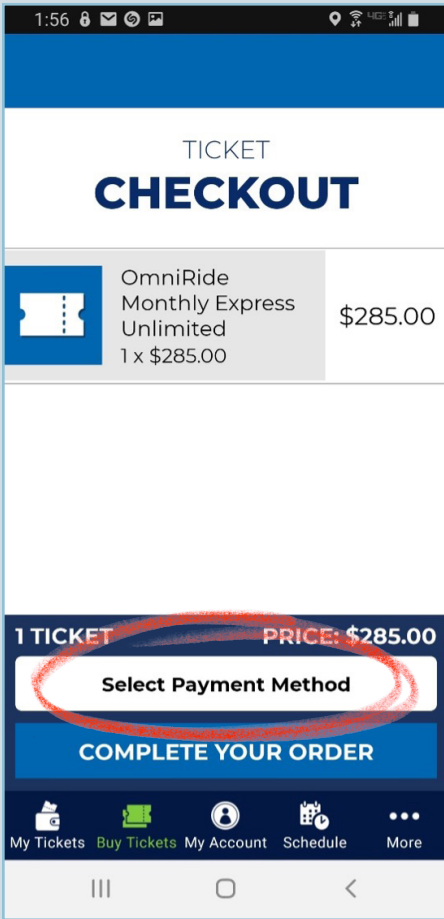 1:56
4GE
TICKET
CHECKOUT
OmniRide
Monthly Express
Unlimited
1 x $285.00
$285.00
1 TICKET PRICE: $285.00
Select Payment Method
COMPLETE YOUR ORDER
My Tickets Buy Tickets My Account Schedule More